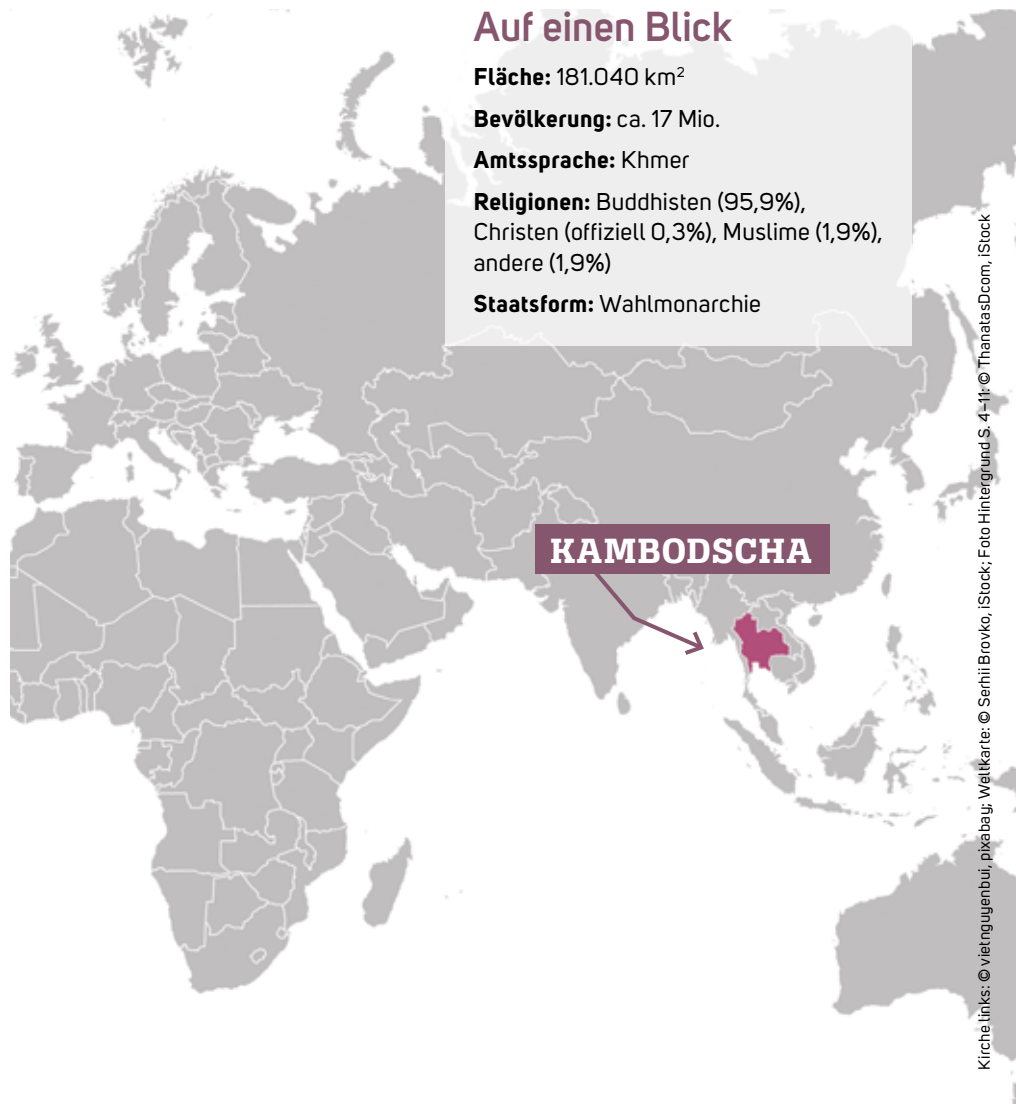 Auf einen Blick
Fläche: 181.040 km²
Bevölkerung: ca. 17 Mio.
Amtssprache: Khmer
Religionen: Buddhisten (95,9%),
Christen (offiziell 0,3%), Muslime (1,9%),
andere (1,9%)
Staatsform: Wahlmonarchie
KAMBODSCHA
Kirche links: © vietnguyenbui, pixabay; Weltkarte: © Serhii Brovko, iStock; Foto Hintergrund S. 4–11: © ThanatasDcom, iStock